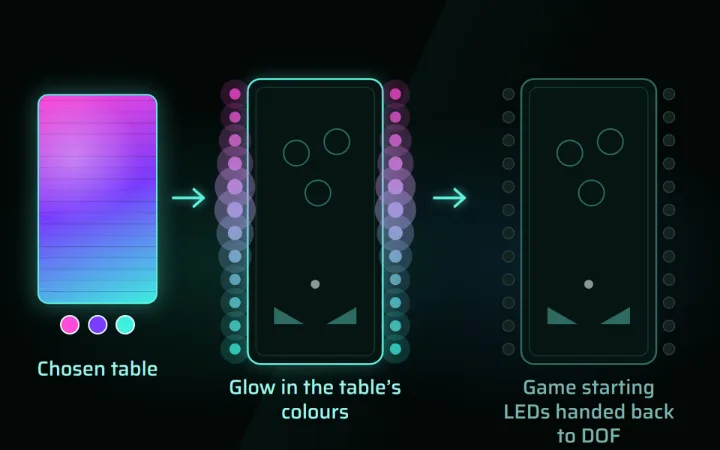 Chosen table
Glow in the table’s
colours
Game starting
LEDs handed back
to DOF